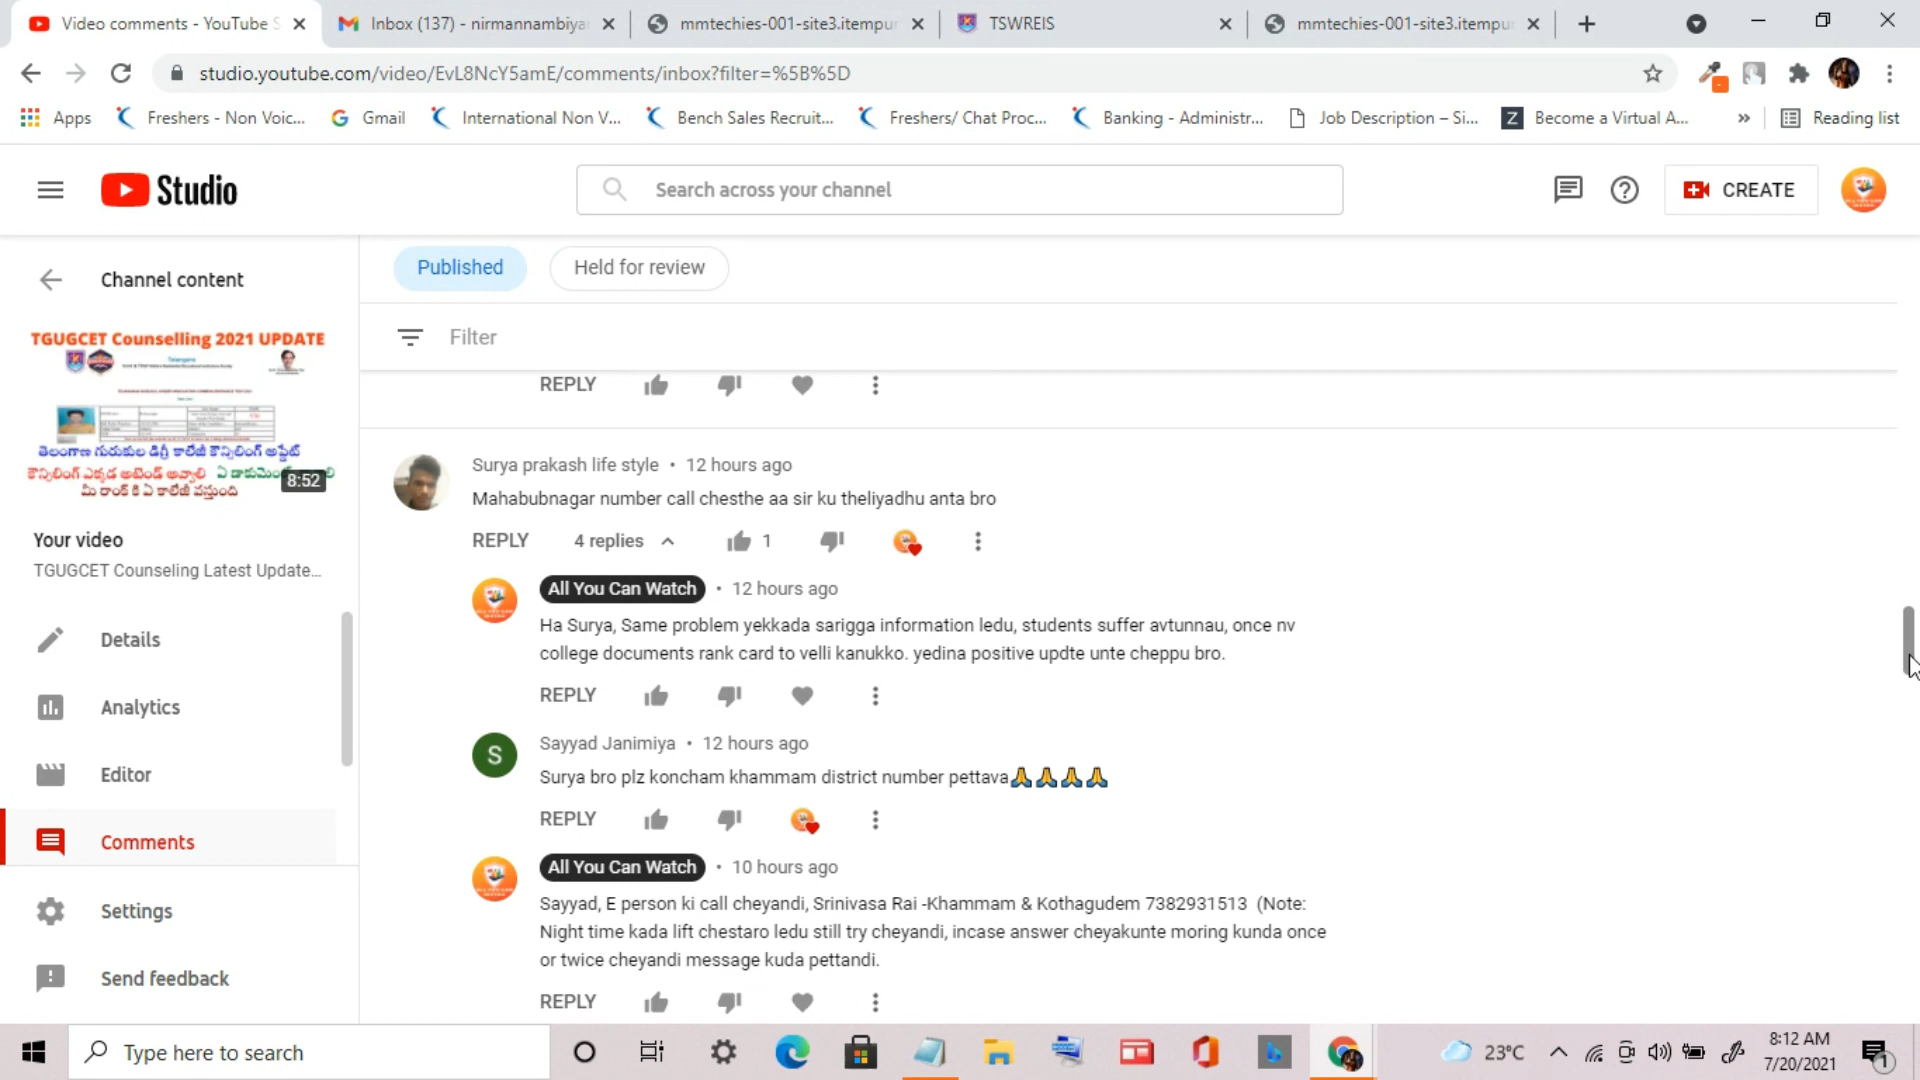 Video comments - YouTube S
Inbox (137) - nirmannambiya
mmtechies-001-site3.itempur
TSWREIS
mmtechies-001-site3.itempu
studio.youtube.com/video/EvL8NcY5amE/comments/inbox?filter=%5B%5D
Apps
Freshers - Non Voic...
Gmail
International Non V...
Bench Sales Recruit...
Freshers/ Chat Proc...
Banking - Administr...
Job Description – Si...
Become a Virtual A...
»
Reading list
Studio
Search across your channel
CREATE
Channel content
Published
Held for review
TGUGCET Counselling 2021 UPDATE
తెలంగాణ గురుకుల డిగ్రీ కాలేజీ కౌన్సిలింగ్ అప్డేట్
కౌన్సిలింగ్ ఎక్కడ అటెండ్ అవ్వాలి ఏ డాకుమెంట్
మీ రాంక్ కి ఏ కాలేజీ వస్తుంది
8:52
Your video
TGUGCET Counseling Latest Update...
Details
Analytics
Editor
Comments
Settings
Send feedback
Filter
REPLY
Surya prakash life style • 12 hours ago
Mahabubnagar number call chesthe aa sir ku theliyadhu anta bro
REPLY 4 replies 1
All You Can Watch • 12 hours ago
Ha Surya, Same problem yekkada sarigga information ledu, students suffer avtunnau, once nv
college documents rank card to velli kanukko. yedina positive updte unte cheppu bro.
REPLY
S
Sayyad Janimiya • 12 hours ago
Surya bro plz koncham khammam district number pettava🙏🙏🙏🙏
REPLY
All You Can Watch • 10 hours ago
Sayyad, E person ki call cheyandi, Srinivasa Rai -Khammam & Kothagudem 7382931513 (Note:
Night time kada lift chestaro ledu still try cheyandi, incase answer cheyakunte moring kunda once
or twice cheyandi message kuda pettandi.
REPLY
Type here to search
23°C
8:12 AM
7/20/2021
1